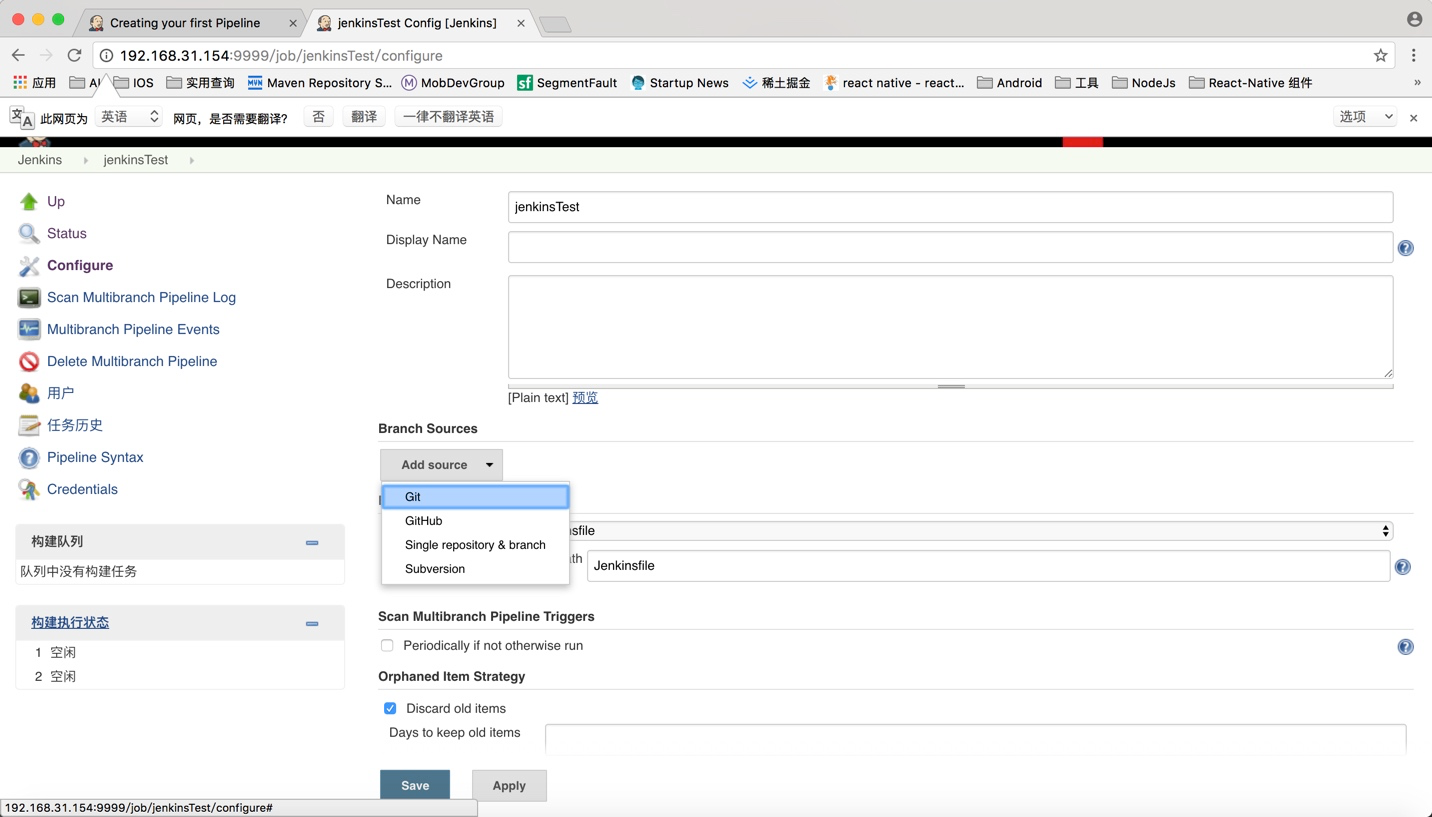 Creating your first Pipeline
jenkinsTest Config [Jenkins]
192.168.31.154:9999/job/jenkinsTest/configure
应用 IOS 实用查询 MVN Maven Repository S... M MobDevGroup sf SegmentFault Startup News 稀土掘金 react native - react... Android 工具 NodeJs React-Native 组件 »
文A 此网页为 英语 网页，是否需要翻译? 否 翻译 一律不翻译英语 选项
Jenkins jenkinsTest
Up
Status
Configure
Scan Multibranch Pipeline Log
Multibranch Pipeline Events
Delete Multibranch Pipeline
用户
任务历史
Pipeline Syntax
Credentials
构建队列
队列中没有构建任务
构建执行状态
1 空闲
2 空闲
Name jenkinsTest
Display Name
Description
[Plain text] 预览
Branch Sources
Add source
Git
GitHub
Single repository & branch
Subversion
sfile
th Jenkinsfile
Scan Multibranch Pipeline Triggers
Periodically if not otherwise run
Orphaned Item Strategy
Discard old items
Days to keep old items
Save Apply
192.168.31.154:9999/job/jenkinsTest/configure#